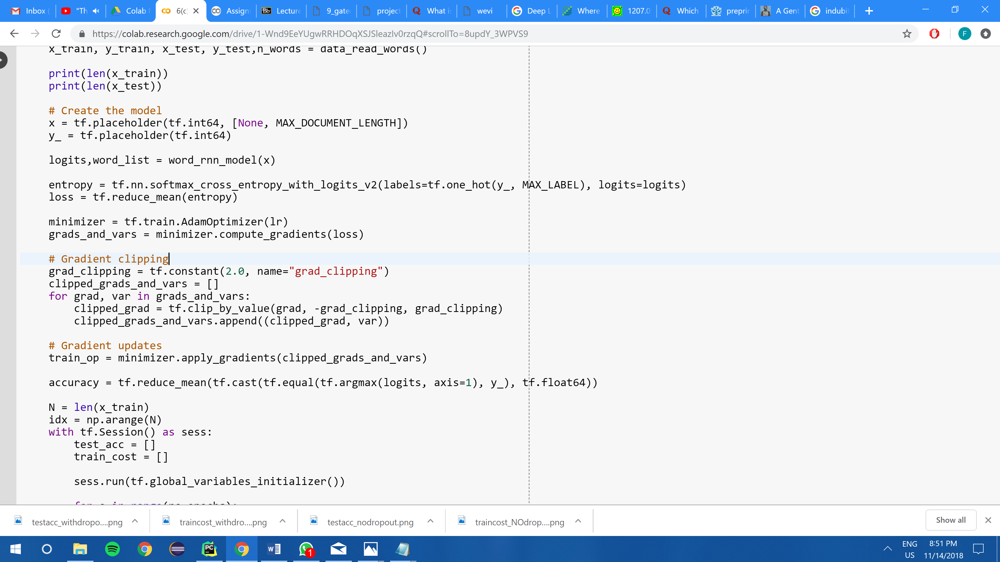 Inbox (
"Th
Colab
6(c
Assign
Bb
Lecture
9_gate
project
Q
What is
wevi
Deep L
Where
1207.0
Q
Which
preprin
A Gent
indubit
https://colab.research.google.com/drive/1-Wnd9EeYUgwRRHDOqXSJSleazIv0rzqQ#scrollTo=8updY_3WPVS9
F
x_train, y_train, x_test, y_test,n_words = data_read_words()
print(len(x_train))
print(len(x_test))
# Create the model
x = tf.placeholder(tf.int64, [None, MAX_DOCUMENT_LENGTH])
y_ = tf.placeholder(tf.int64)
logits,word_list = word_rnn_model(x)
entropy = tf.nn.softmax_cross_entropy_with_logits_v2(labels=tf.one_hot(y_, MAX_LABEL), logits=logits)
loss = tf.reduce_mean(entropy)
minimizer = tf.train.AdamOptimizer(lr)
grads_and_vars = minimizer.compute_gradients(loss)
# Gradient clipping
grad_clipping = tf.constant(2.0, name="grad_clipping")
clipped_grads_and_vars = []
for grad, var in grads_and_vars:
    clipped_grad = tf.clip_by_value(grad, -grad_clipping, grad_clipping)
    clipped_grads_and_vars.append((clipped_grad, var))
# Gradient updates
train_op = minimizer.apply_gradients(clipped_grads_and_vars)
accuracy = tf.reduce_mean(tf.cast(tf.equal(tf.argmax(logits, axis=1), y_), tf.float64))
N = len(x_train)
idx = np.arange(N)
with tf.Session() as sess:
    test_acc = []
    train_cost = []
    sess.run(tf.global_variables_initializer())
testacc_withdropo....png
traincost_withdro....png
testacc_nodropout.png
traincost_NOdrop....png
Show all
PC
W
1
ENG
US
8:51 PM
11/14/2018